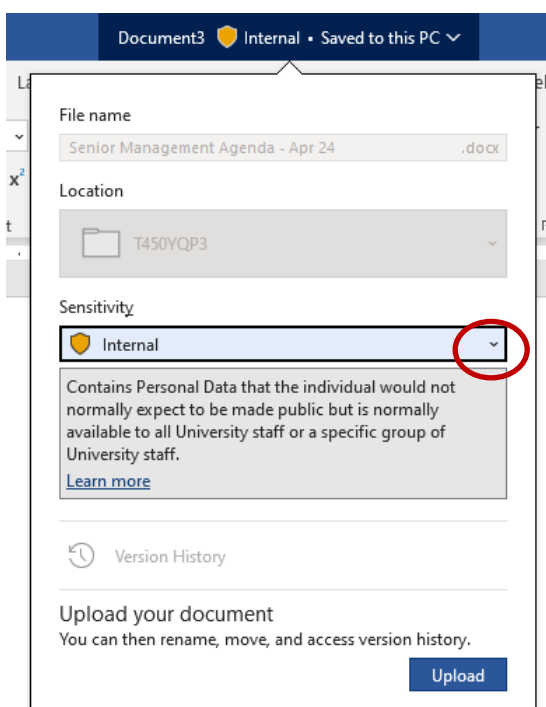 Document3 Internal • Saved to this PC
File name
Senior Management Agenda - Apr 24 .docx
x²
Location
T450YQP3
Sensitivity
Internal
Contains Personal Data that the individual would not
normally expect to be made public but is normally
available to all University staff or a specific group of
University staff.
Learn more
Version History
Upload your document
You can then rename, move, and access version history.
Upload